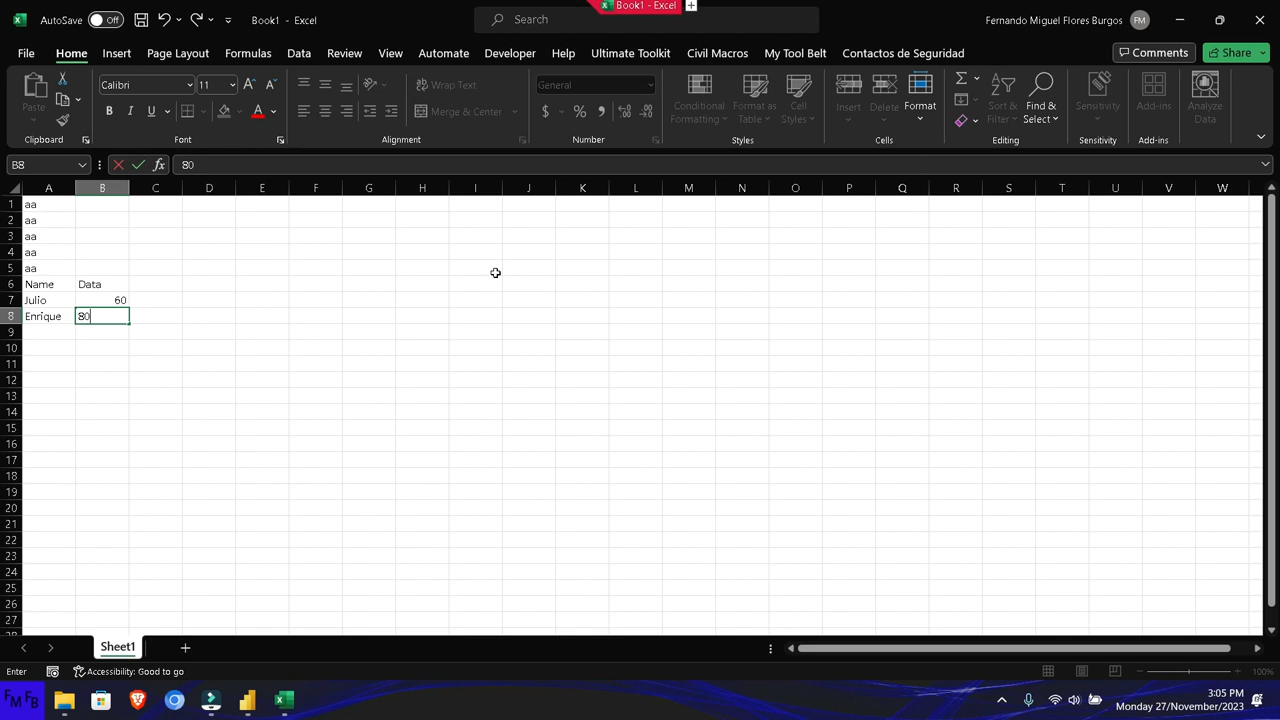 Book1 - Excel
AutoSave Off Book1 - Excel Search Fernando Miguel Flores Burgos FM
File Home Insert Page Layout Formulas Data Review View Automate Developer Help Ultimate Toolkit Civil Macros My Tool Belt Contactos de Seguridad Comments Share
Paste Calibri 11 Wrap Text General Conditional Formatting Format as Table Cell Styles Insert Delete Format Sort & Filter Find & Select Sensitivity Add-ins Analyze Data
B I U Merge & Center $ % 9
Clipboard Font Alignment Number Styles Cells Editing Sensitivity Add-ins
B8 fx 80
A B C D E F G H I J K L M N O P Q R S T U V W
1 aa
2 aa
3 aa
4 aa
5 aa
6 Name Data
7 Julio 60
8 Enrique 80
9
10
11
12
13
14
15
16
17
18
19
20
21
22
23
24
25
26
27
28
Sheet1
Enter Accessibility: Good to go 100%
FM FB 3:05 PM
Monday 27/November/2023